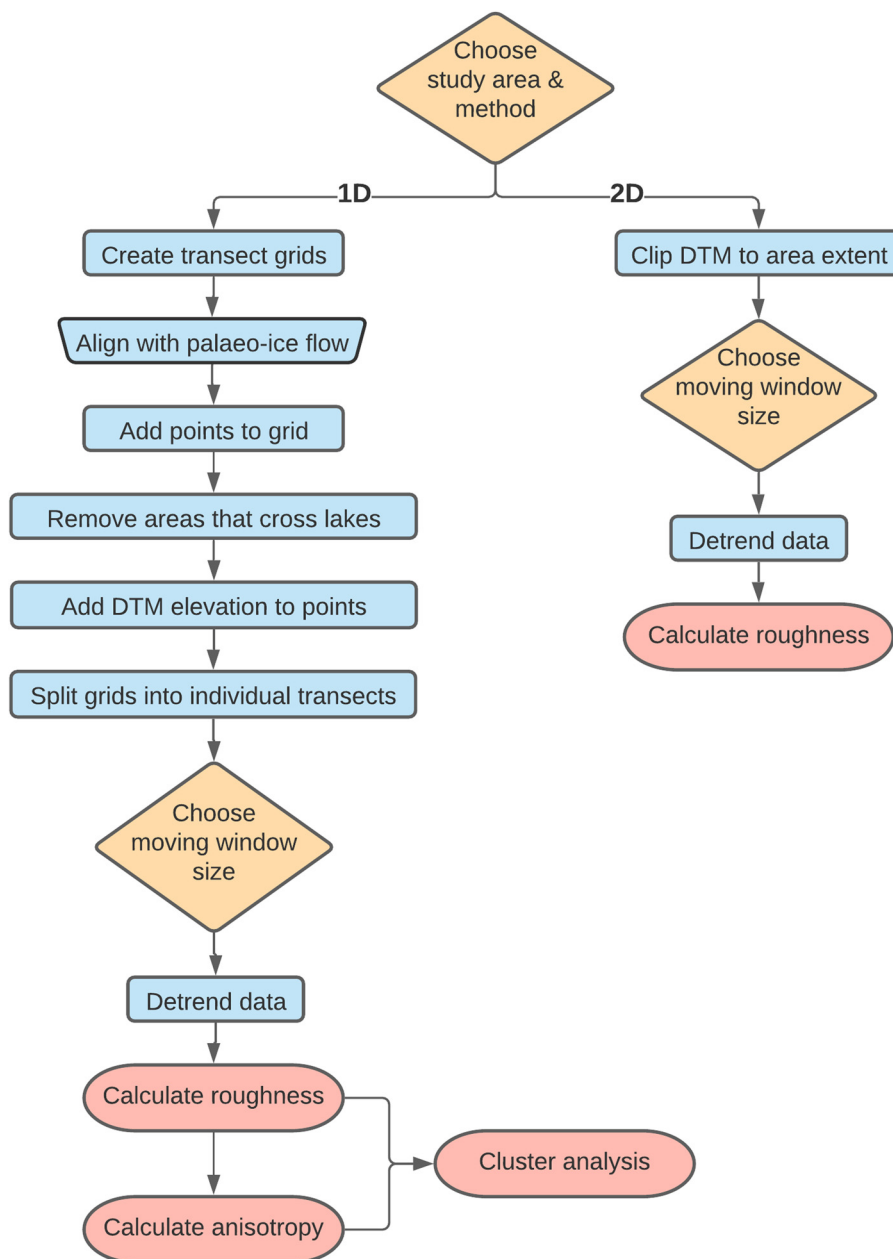 Choose
study area &
method
1D
2D
Create transect grids
Clip DTM to area extent
Align with palaeo-ice flow
Choose
moving window
size
Add points to grid
Remove areas that cross lakes
Detrend data
Add DTM elevation to points
Calculate roughness
Split grids into individual transects
Choose
moving window
size
Detrend data
Calculate roughness
Cluster analysis
Calculate anisotropy